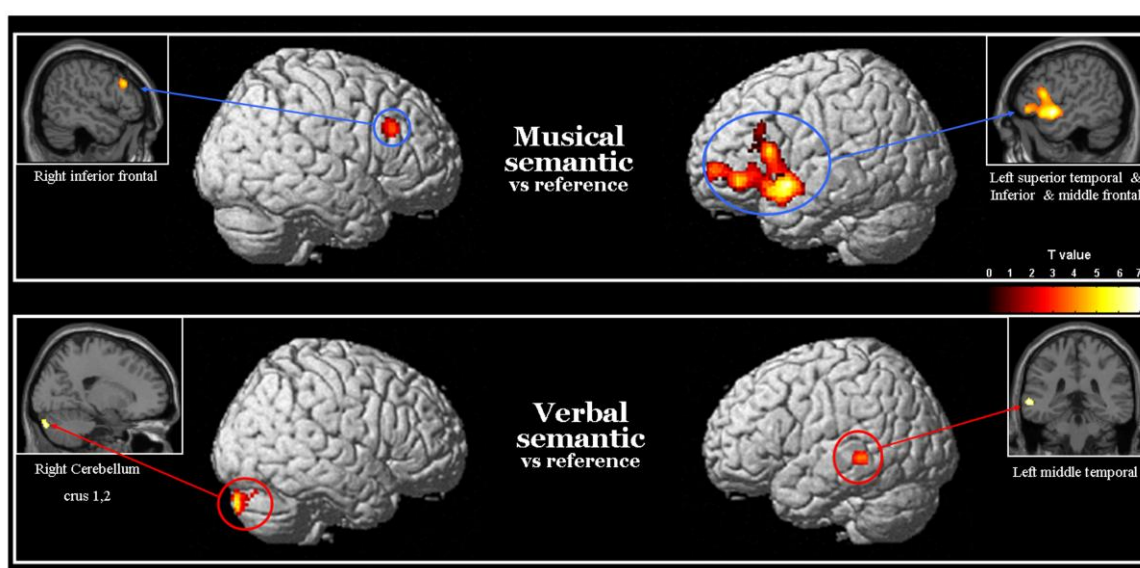 Right inferior frontal
Musical
semantic
vs reference
Left superior temporal &
Inferior & middle frontal
T value
0 1 2 3 4 5 6 7
Right Cerebellum
crus 1,2
Verbal
semantic
vs reference
Left middle temporal